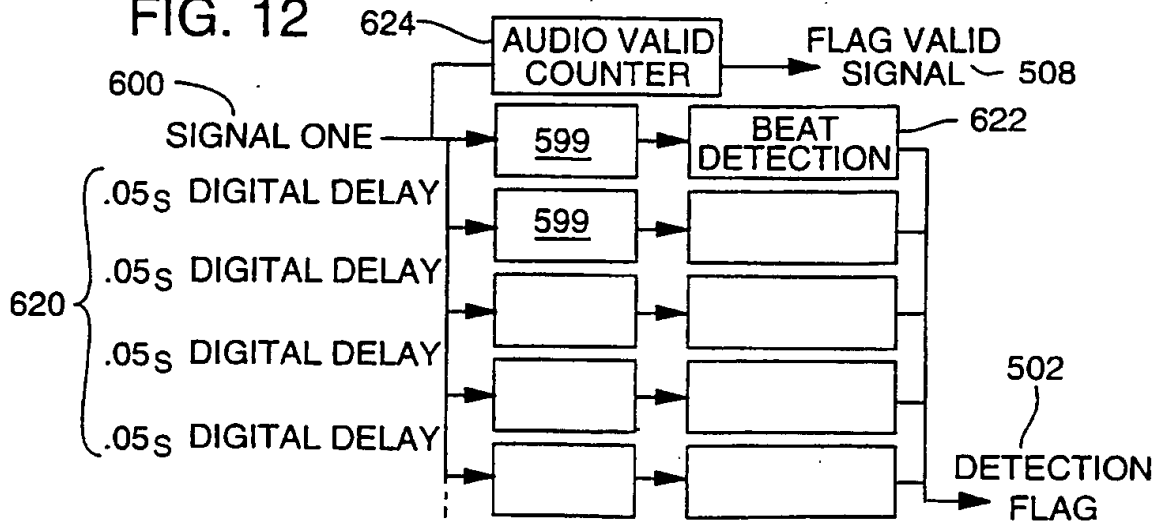 FIG. 12
624
AUDIO VALID
COUNTER
FLAG VALID
SIGNAL
508
600
SIGNAL ONE
599
BEAT
DETECTION
622
.05s DIGITAL DELAY
599
.05s DIGITAL DELAY
620
.05s DIGITAL DELAY
.05s DIGITAL DELAY
502
DETECTION
FLAG